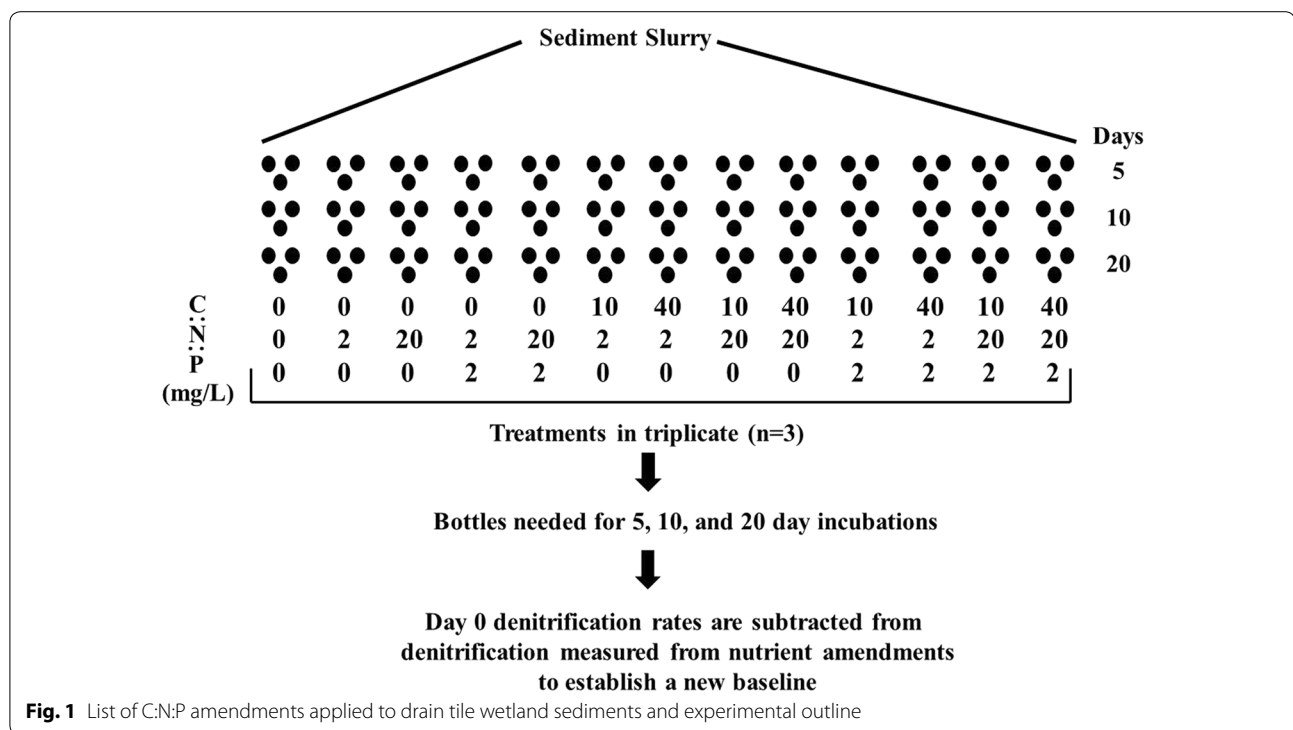 Sediment Slurry
Days
5
10
20
C 0 0 0 0 0 10 40 10 40 10 40 10 40
:
N 0 2 20 2 20 2 2 20 20 2 2 20 20
:
P 0 0 0 2 2 0 0 0 0 2 2 2 2
(mg/L)
Treatments in triplicate (n=3)
Bottles needed for 5, 10, and 20 day incubations
Day 0 denitrification rates are subtracted from
denitrification measured from nutrient amendments
to establish a new baseline
Fig. 1 List of C:N:P amendments applied to drain tile wetland sediments and experimental outline